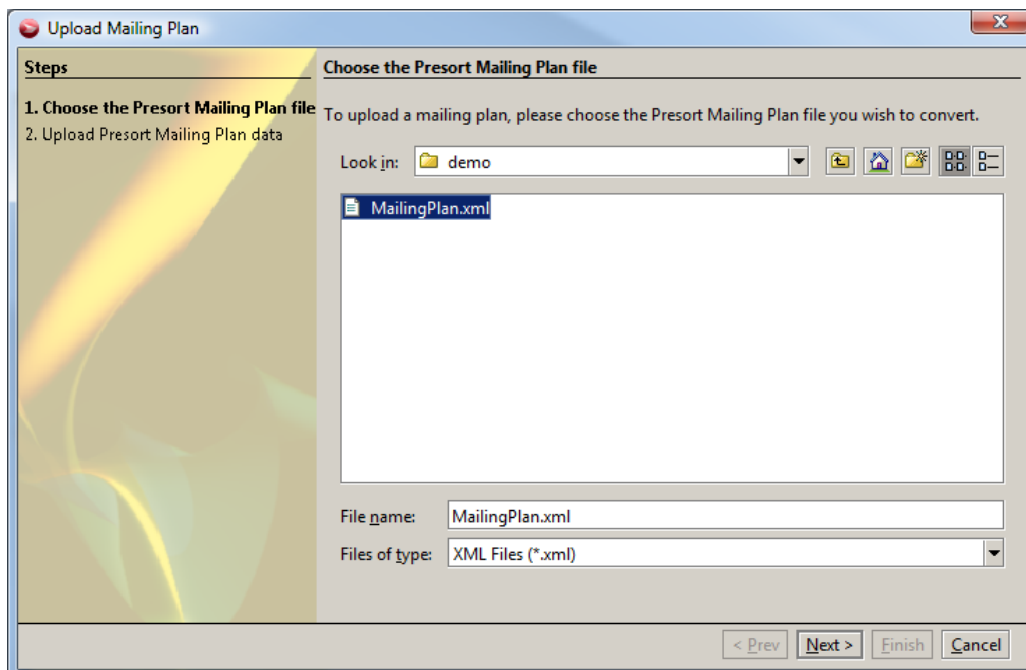 Upload Mailing Plan
Steps
1. Choose the Presort Mailing Plan file
2. Upload Presort Mailing Plan data
Choose the Presort Mailing Plan file
To upload a mailing plan, please choose the Presort Mailing Plan file you wish to convert.
Look in: demo
MailingPlan.xml
File name: MailingPlan.xml
Files of type: XML Files (*.xml)
< Prev Next > Finish Cancel